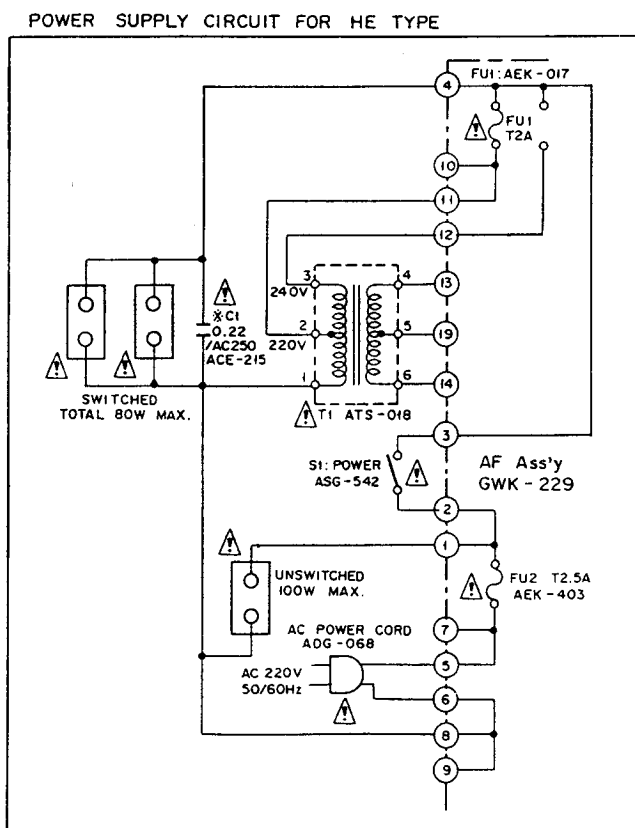 POWER SUPPLY CIRCUIT FOR HE TYPE
FU1:AEK-017
4
FU1
T2A
10
11
12
3
240V
4
13
※C1
0.22
/AC250
ACE-215
2
220V
5
19
1
6
14
SWITCHED
TOTAL 80W MAX.
T1 ATS-018
3
S1:POWER
ASG-542
AF Ass'y
GWK-229
2
1
UNSWITCHED
100W MAX.
FU2 T2.5A
AEK-403
7
AC POWER CORD
ADG-068
5
AC 220V
50/60Hz
6
8
9